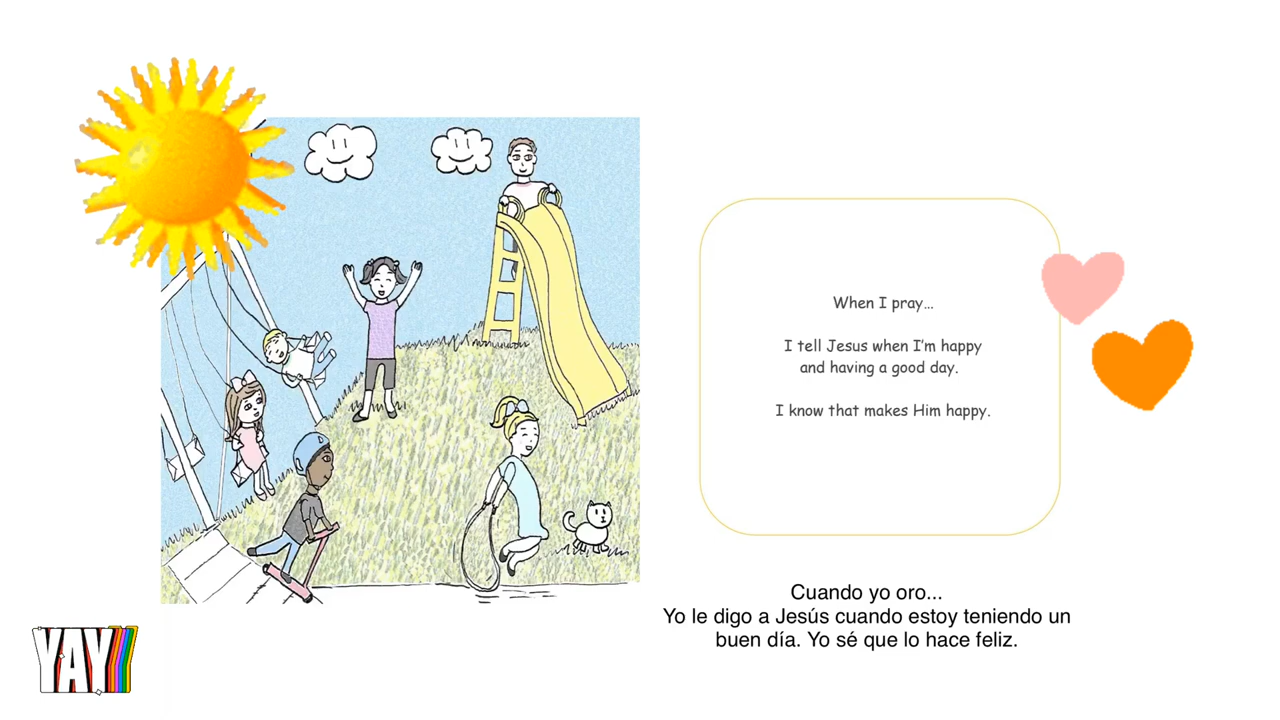 When I pray...
I tell Jesus when I'm happy
and having a good day.
I know that makes Him happy.
Cuando yo oro...
Yo le digo a Jesús cuando estoy teniendo un
buen día. Yo sé que lo hace feliz.
YAY